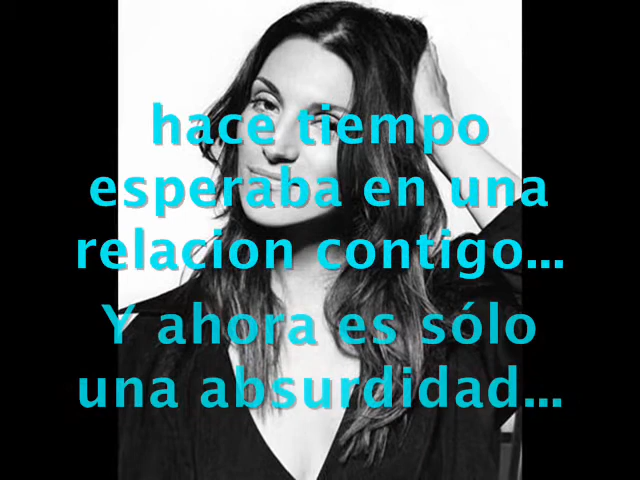 hace tiempo
esperaba en una
relacion contigo...
Y ahora es sólo
una absurdidad...